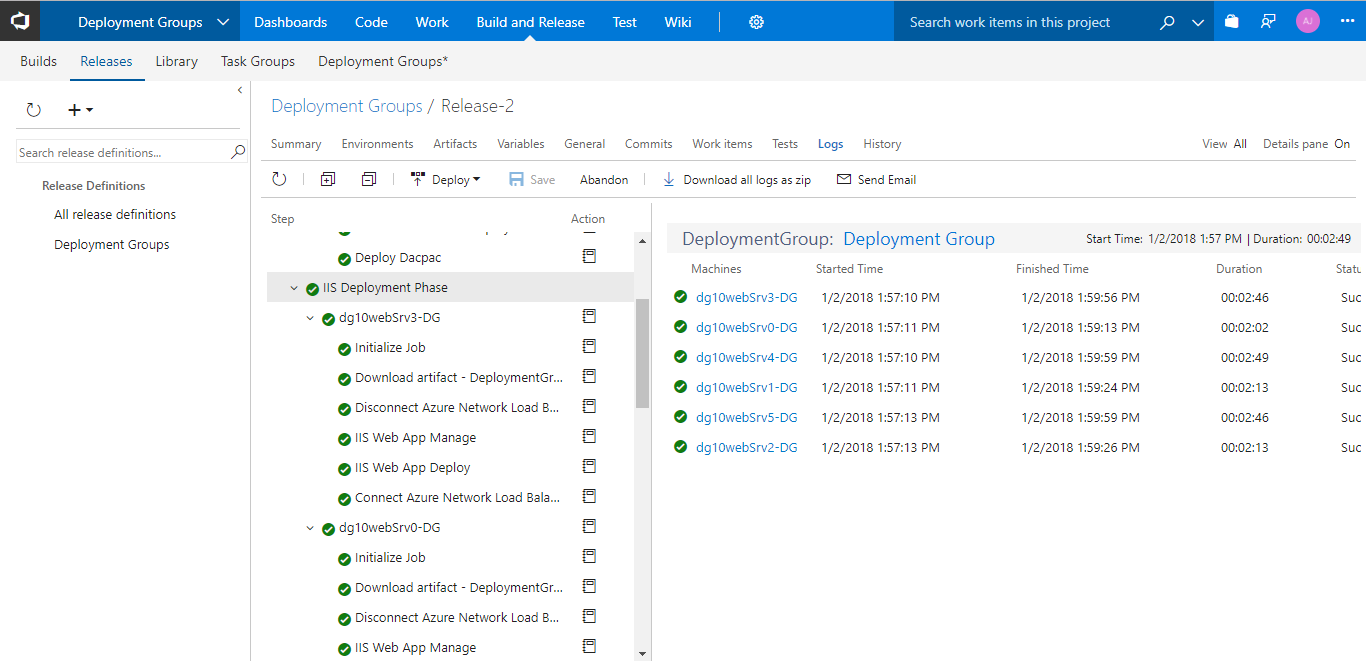 Deployment Groups Dashboards Code Work Build and Release Test Wiki Search work items in this project AJ
Builds Releases Library Task Groups Deployment Groups*
Search release definitions...
Release Definitions
All release definitions
Deployment Groups
Deployment Groups / Release-2
Summary Environments Artifacts Variables General Commits Work items Tests Logs History View All Details pane On
Deploy Save Abandon Download all logs as zip Send Email
Step Action
Deploy Dacpac
IIS Deployment Phase
dg10webSrv3-DG
Initialize Job
Download artifact - DeploymentGr...
Disconnect Azure Network Load B...
IIS Web App Manage
IIS Web App Deploy
Connect Azure Network Load Bala...
dg10webSrv0-DG
Initialize Job
Download artifact - DeploymentGr...
Disconnect Azure Network Load B...
IIS Web App Manage
DeploymentGroup: Deployment Group Start Time: 1/2/2018 1:57 PM | Duration: 00:02:49
Machines Started Time Finished Time Duration Statu
dg10webSrv3-DG 1/2/2018 1:57:10 PM 1/2/2018 1:59:56 PM 00:02:46 Suc
dg10webSrv0-DG 1/2/2018 1:57:11 PM 1/2/2018 1:59:13 PM 00:02:02 Suc
dg10webSrv4-DG 1/2/2018 1:57:10 PM 1/2/2018 1:59:59 PM 00:02:49 Suc
dg10webSrv1-DG 1/2/2018 1:57:11 PM 1/2/2018 1:59:24 PM 00:02:13 Suc
dg10webSrv5-DG 1/2/2018 1:57:13 PM 1/2/2018 1:59:59 PM 00:02:46 Suc
dg10webSrv2-DG 1/2/2018 1:57:13 PM 1/2/2018 1:59:26 PM 00:02:13 Suc